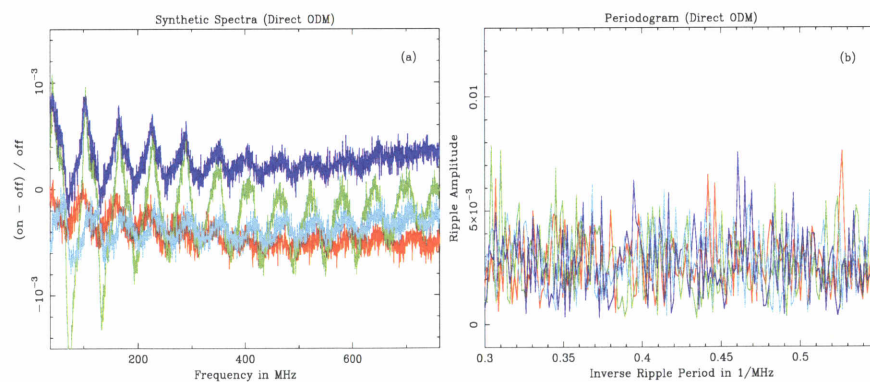 Synthetic Spectra (Direct ODM)
(a)
(on − off) / off
10⁻³
0
−10⁻³
200
400
600
Frequency in MHz
Periodogram (Direct ODM)
(b)
Ripple Amplitude
0.01
5×10⁻³
0
0.3
0.35
0.4
0.45
0.5
Inverse Ripple Period in 1/MHz